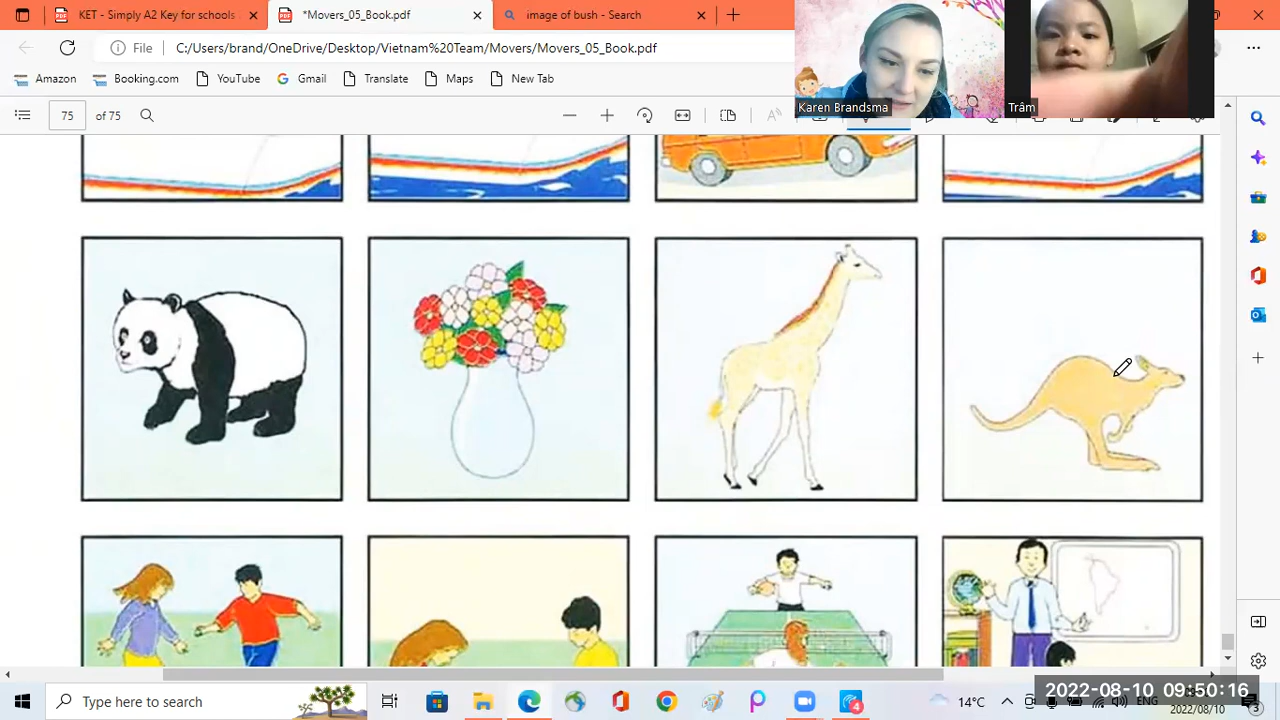 KET - Simply A2 Key for schools
*Movers_05_Book.pdf
image of bush - Search
File C:/Users/brand/OneDrive/Desktop/Vietnam%20Team/Movers/Movers_05_Book.pdf
Amazon Booking.com YouTube Gmail Translate Maps New Tab
75 of 75
Karen Brandsma
Trâm
Type here to search
14°C ENG
2022-08-10 09:50:16
2022/08/10